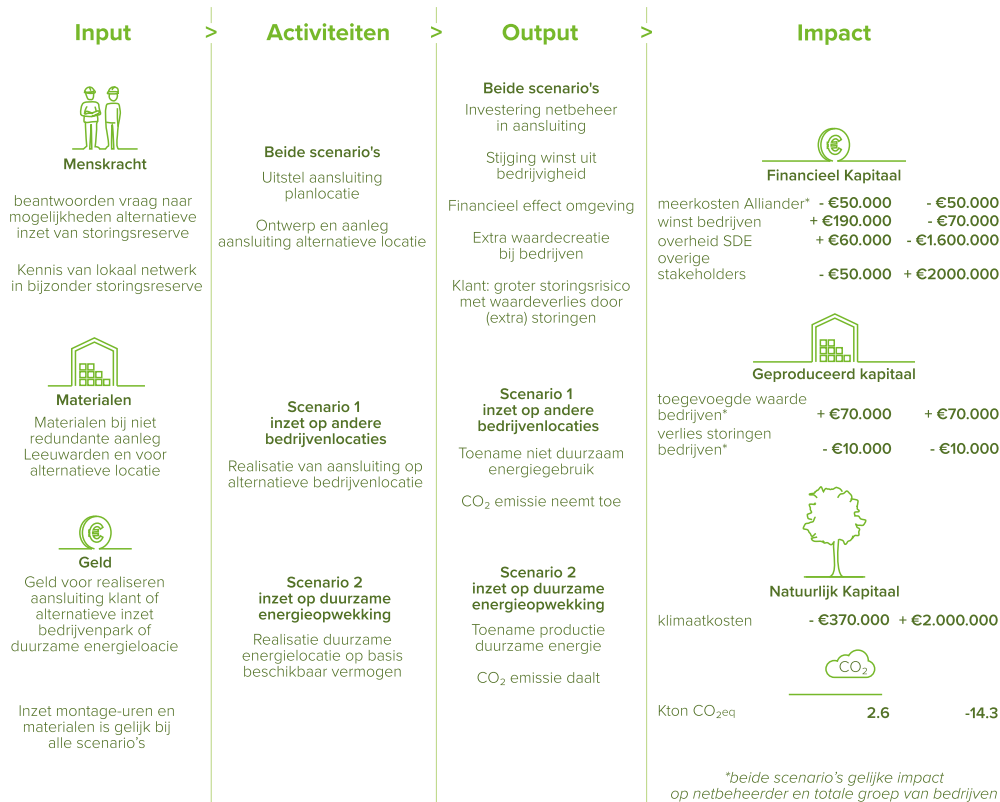 Input > Activiteiten > Output > Impact
Menskracht
beantwoorden vraag naar
mogelijkheden alternatieve
inzet van storingsreserve
Kennis van lokaal netwerk
in bijzonder storingsreserve
Materialen
Materialen bij niet
redundante aanleg
Leeuwarden en voor
alternatieve locatie
€
Geld
Geld voor realiseren
aansluiting klant of
alternatieve inzet
bedrijvenpark of
duurzame energieloacie
Inzet montage-uren en
materialen is gelijk bij
alle scenario’s
Beide scenario's
Uitstel aansluiting
planlocatie
Ontwerp en aanleg
aansluiting alternatieve locatie
Scenario 1
inzet op andere
bedrijvenlocaties
Realisatie van aansluiting op
alternatieve bedrijvenlocatie
Scenario 2
inzet op duurzame
energieopwekking
Realisatie duurzame
energielocatie op basis
beschikbaar vermogen
Beide scenario's
Investering netbeheer
in aansluiting
Stijging winst uit
bedrijvigheid
Financieel effect omgeving
Extra waardecreatie
bij bedrijven
Klant: groter storingsrisico
met waardeverlies door
(extra) storingen
Scenario 1
inzet op andere
bedrijvenlocaties
Toename niet duurzaam
energiegebruik
CO₂ emissie neemt toe
Scenario 2
inzet op duurzame
energieopwekking
Toename productie
duurzame energie
CO₂ emissie daalt
€
Financieel Kapitaal
meerkosten Alliander* - €50.000 - €50.000
winst bedrijven + €190.000 - €70.000
overheid SDE + €60.000 - €1.600.000
overige
stakeholders - €50.000 + €2000.000
Geproduceerd kapitaal
toegevoegde waarde
bedrijven* + €70.000 + €70.000
verlies storingen
bedrijven* - €10.000 - €10.000
Natuurlijk Kapitaal
klimaatkosten - €370.000 + €2.000.000
CO₂
Kton CO₂eq 2.6 -14.3
*beide scenario’s gelijke impact
op netbeheerder en totale groep van bedrijven